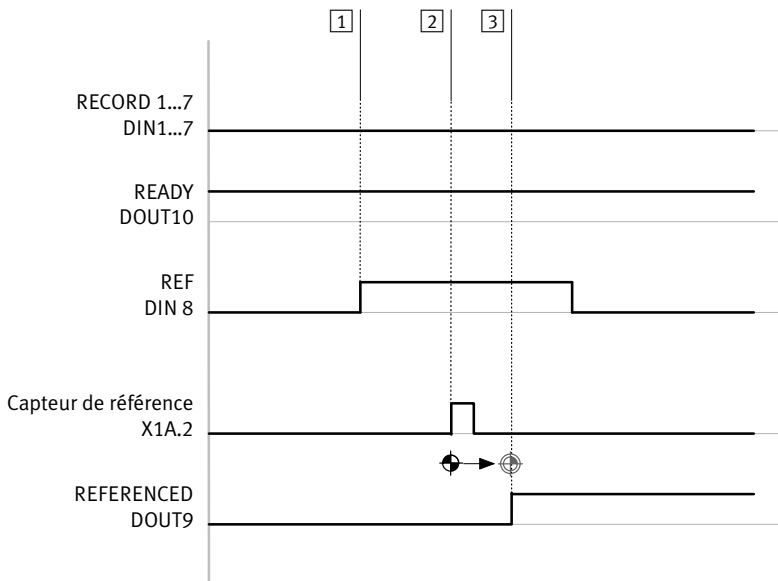 1
2
3
RECORD 1...7
DIN1...7
READY
DOUT10
REF
DIN 8
Capteur de référence
X1A.2
REFERENCED
DOUT9